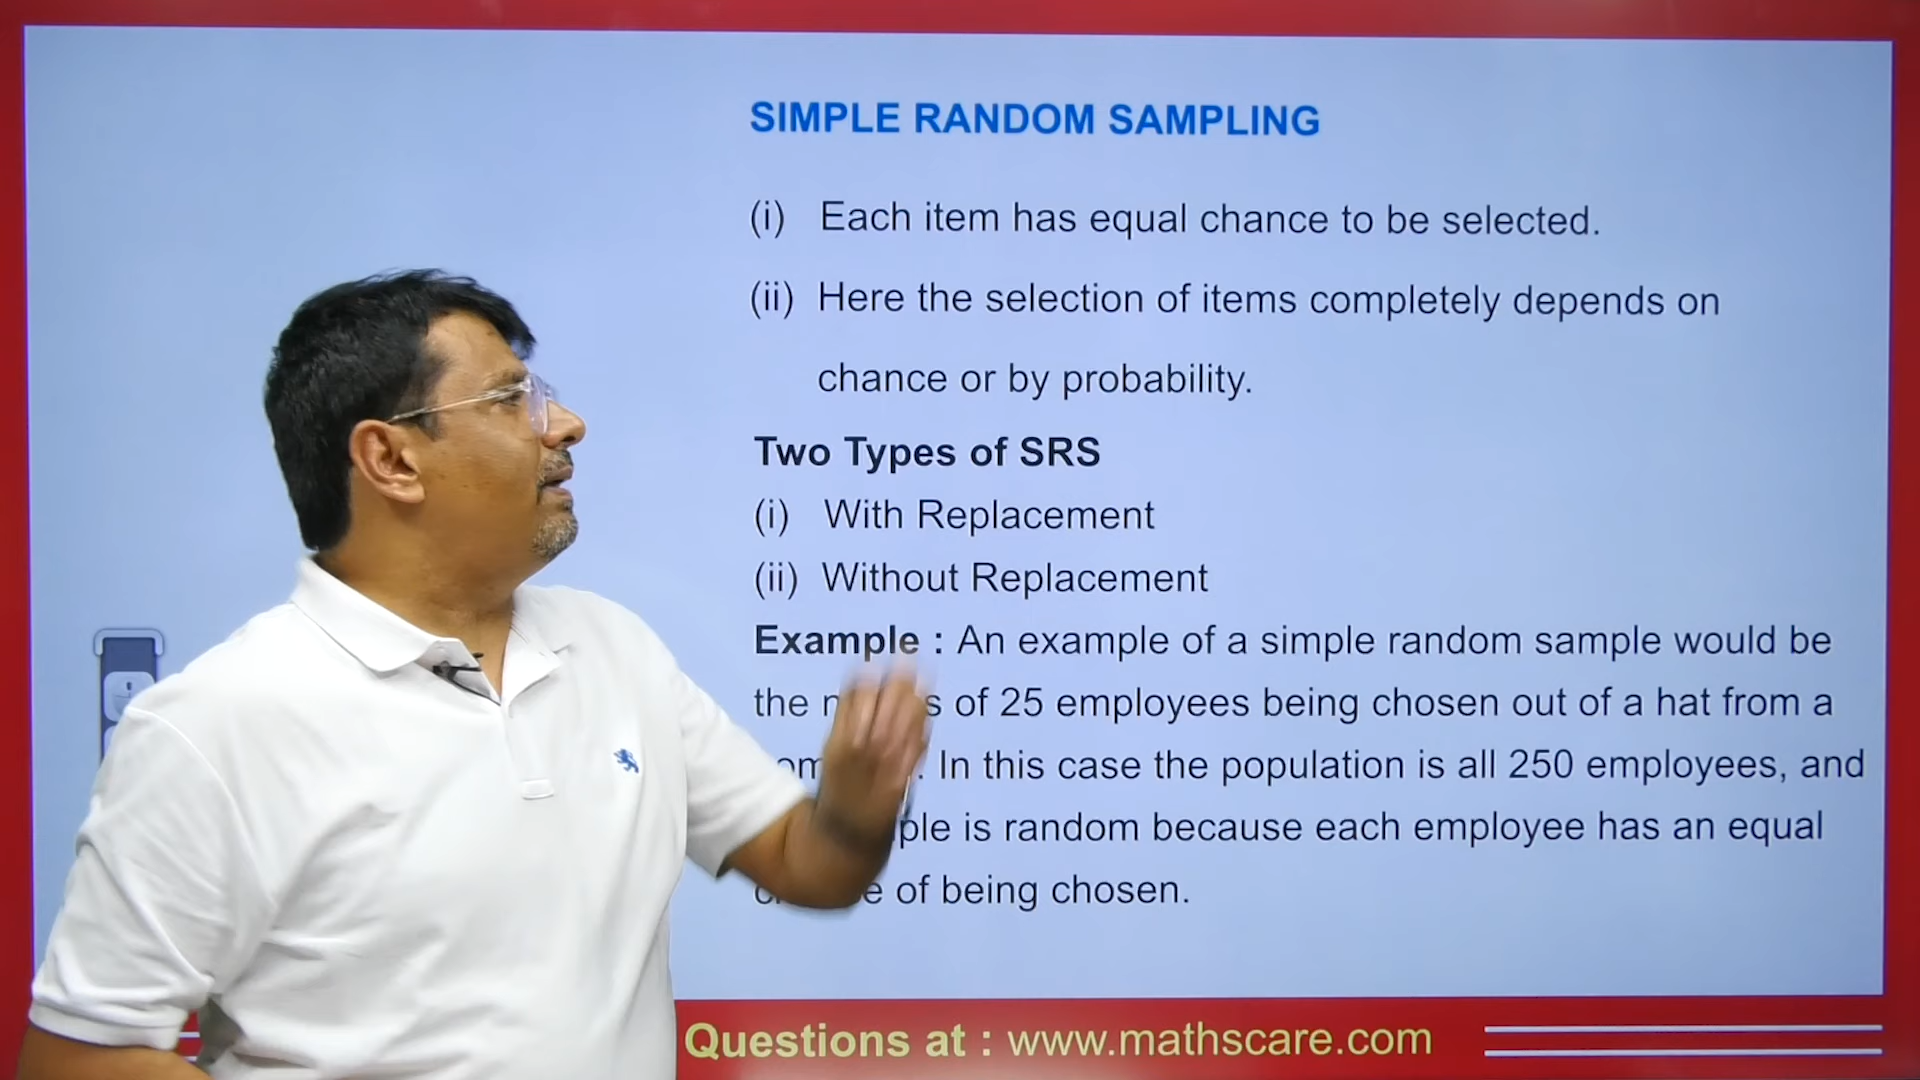 SIMPLE RANDOM SAMPLING
(i) Each item has equal chance to be selected.
(ii) Here the selection of items completely depends on
chance or by probability.
Two Types of SRS
(i) With Replacement
(ii) Without Replacement
Example : An example of a simple random sample would be
the of 25 employees being chosen out of a hat from a
. In this case the population is all 250 employees, and
is random because each employee has an equal
of being chosen.
Questions at : www.mathscare.com